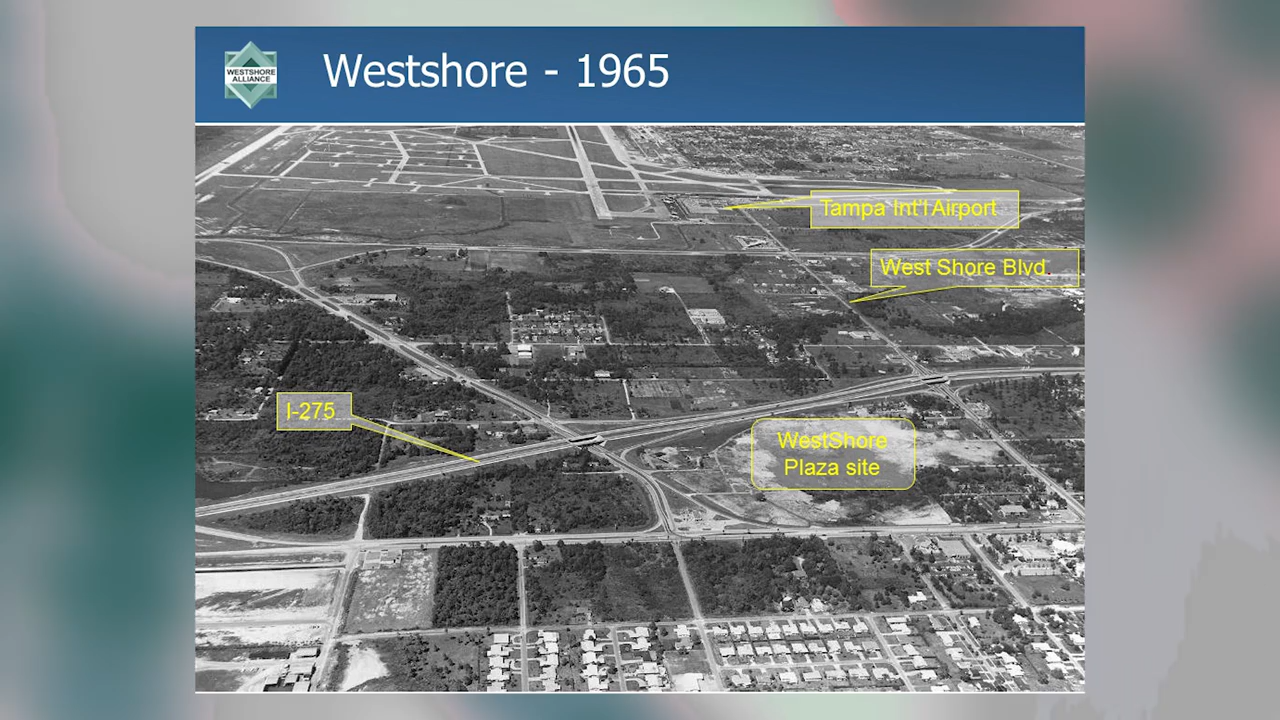 WESTSHORE
ALLIANCE
Westshore - 1965
Tampa Int'l Airport
West Shore Blvd.
I-275
WestShore
Plaza site